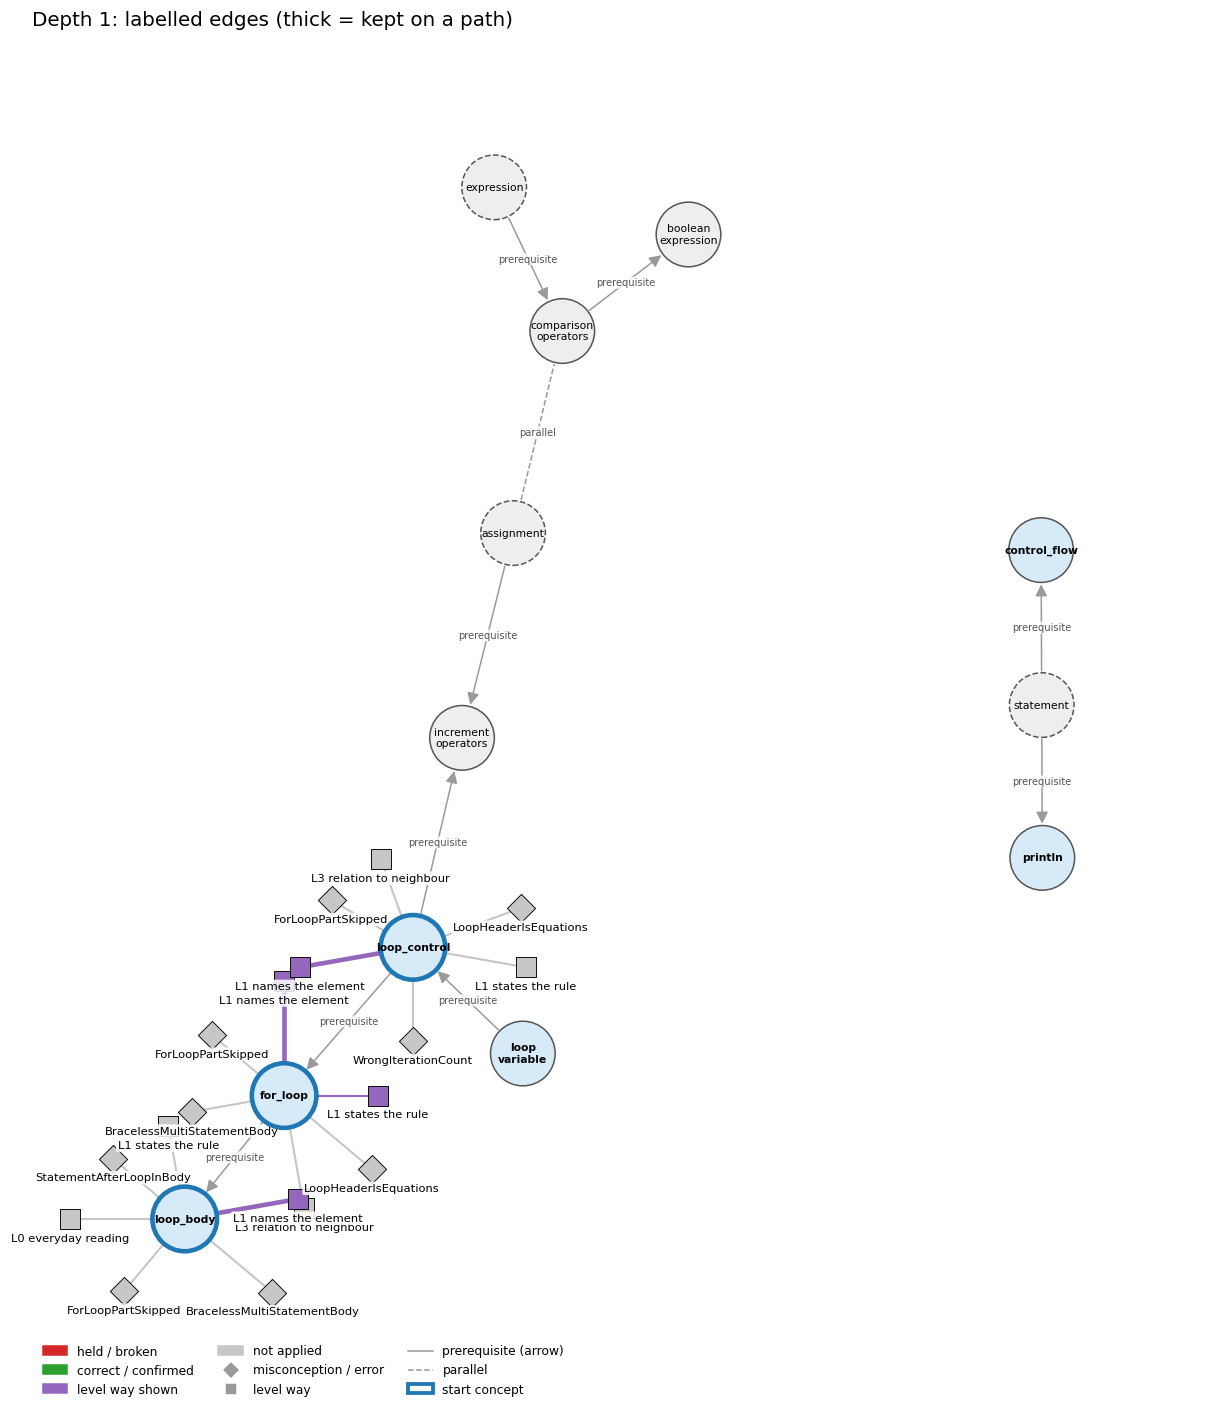 Depth 1: labelled edges (thick = kept on a path)
expression
boolean
expression
prerequisite
prerequisite
comparison
operators
parallel
assignment
control_flow
prerequisite
prerequisite
statement
increment
operators
prerequisite
prerequisite
println
L3 relation to neighbour
ForLoopPartSkipped
LoopHeaderIsEquations
loop_control
L1 names the element
L1 states the rule
L1 names the element
prerequisite
prerequisite
loop
variable
ForLoopPartSkipped
WrongIterationCount
for_loop
L1 states the rule
BracelessMultiStatementBody
L1 states the rule
prerequisite
StatementAfterLoopInBody
LoopHeaderIsEquations
loop_body
L1 names the element
L3 relation to neighbour
L0 everyday reading
ForLoopPartSkipped
BracelessMultiStatementBody
held / broken
correct / confirmed
level way shown
not applied
misconception / error
level way
prerequisite (arrow)
parallel
start concept